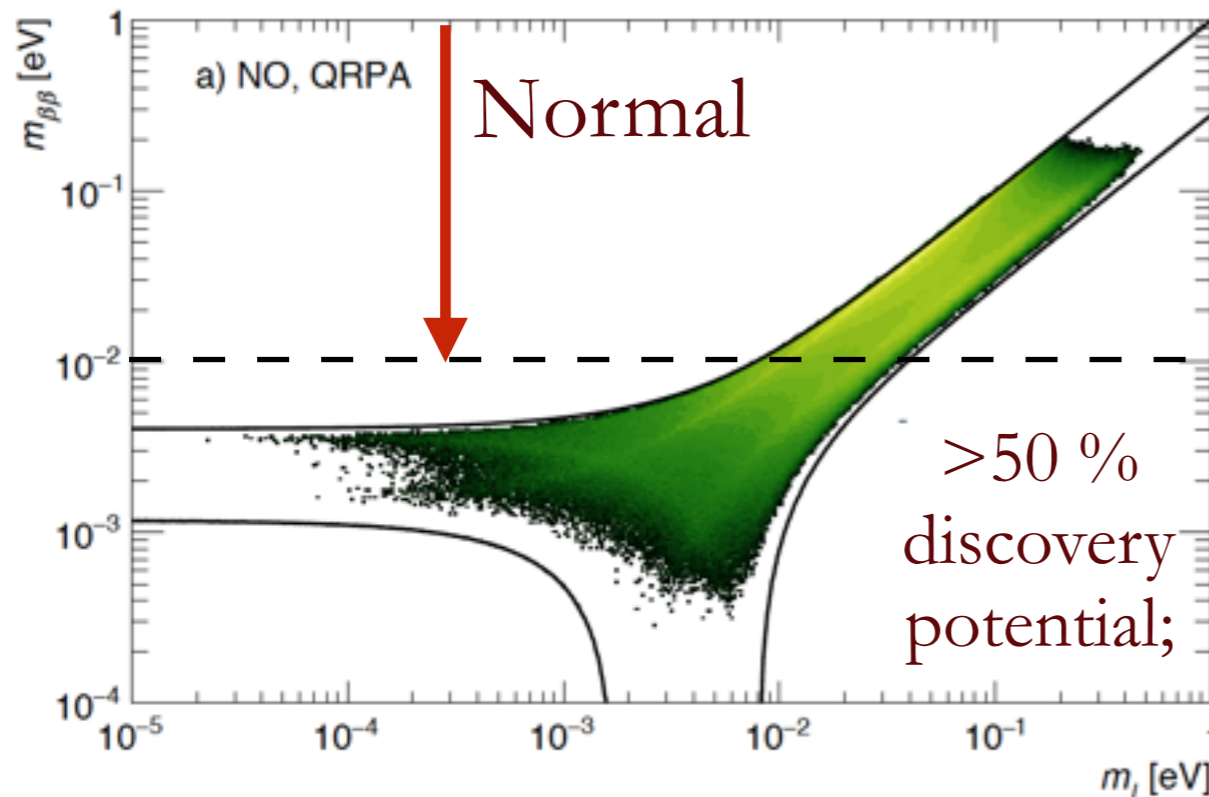 m_ββ [eV]
1
a) NO, QRPA
Normal
10⁻¹
10⁻²
>50 %
discovery
potential;
10⁻³
10⁻⁴
10⁻⁵ 10⁻⁴ 10⁻³ 10⁻² 10⁻¹
m_l [eV]